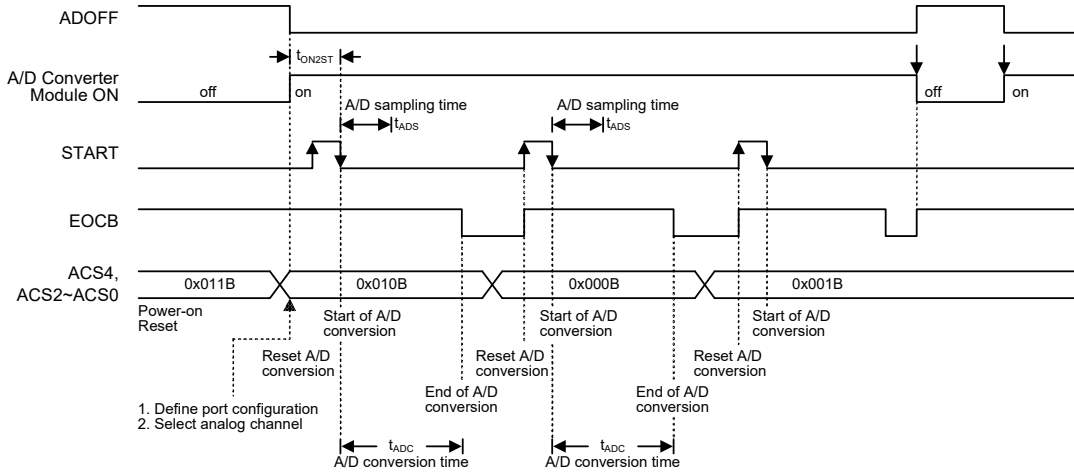 ADOFF
tON2ST
A/D Converter
Module ON
off
on
off
on
A/D sampling time
tADS
A/D sampling time
tADS
START
EOCB
ACS4,
ACS2~ACS0
0x011B
0x010B
0x000B
0x001B
Power-on
Reset
Start of A/D
conversion
Start of A/D
conversion
Start of A/D
conversion
Reset A/D
conversion
Reset A/D
conversion
Reset A/D
conversion
End of A/D
conversion
End of A/D
conversion
1. Define port configuration
2. Select analog channel
tADC
A/D conversion time
tADC
A/D conversion time